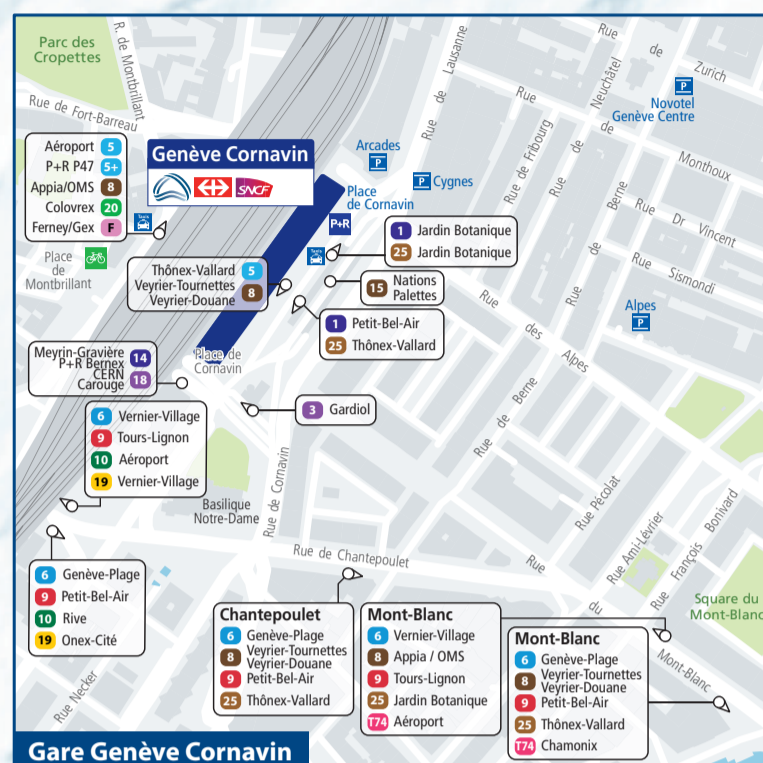 Parc des
Cropettes
R. de Montbrillant
Rue de Fort-Barreau
Rue de Lausanne
Rue de Zurich
Rue de Neuchâtel
Novotel
Genève Centre
Rue de Monthoux
Rue de Fribourg
Rue de Berne
Rue Dr Vincent
Rue Sismondi
Aéroport 5
P+R P47 5+
Appia/OMS 8
Colovrex 20
Ferney/Gex F
Taxis
Genève Cornavin
SNCF
Arcades
P
P Cygnes
Place
de Cornavin
P+R
Taxis
Place
de
Montbrillant
1 Jardin Botanique
25 Jardin Botanique
Thônex-Vallard 5
Veyrier-Tournettes
Veyrier-Douane 8
15 Nations
Palettes
1 Petit-Bel-Air
25 Thônex-Vallard
Alpes
P
Rue des Alpes
Meyrin-Gravière
P+R Bernex 14
CERN
Carouge 18
Place de
Cornavin
3 Gardiol
Rue de Berne
6 Vernier-Village
9 Tours-Lignon
10 Aéroport
19 Vernier-Village
Basilique
Notre-Dame
Rue de Cornavin
Rue Pécolat
Rue Ami-Lévrier
Rue François Bonivard
Rue de Chantepoulet
6 Genève-Plage
9 Petit-Bel-Air
10 Rive
19 Onex-Cité
Rue Necker
Chantepoulet
6 Genève-Plage
8 Veyrier-Tournettes
Veyrier-Douane
9 Petit-Bel-Air
25 Thônex-Vallard
Mont-Blanc
6 Vernier-Village
8 Appia / OMS
9 Tours-Lignon
25 Jardin Botanique
T74 Aéroport
Mont-Blanc
6 Genève-Plage
8 Veyrier-Tournettes
Veyrier-Douane
9 Petit-Bel-Air
25 Thônex-Vallard
T74 Chamonix
Square du
Mont-Blanc
Rue du Mont-Blanc
P
Gare Genève Cornavin